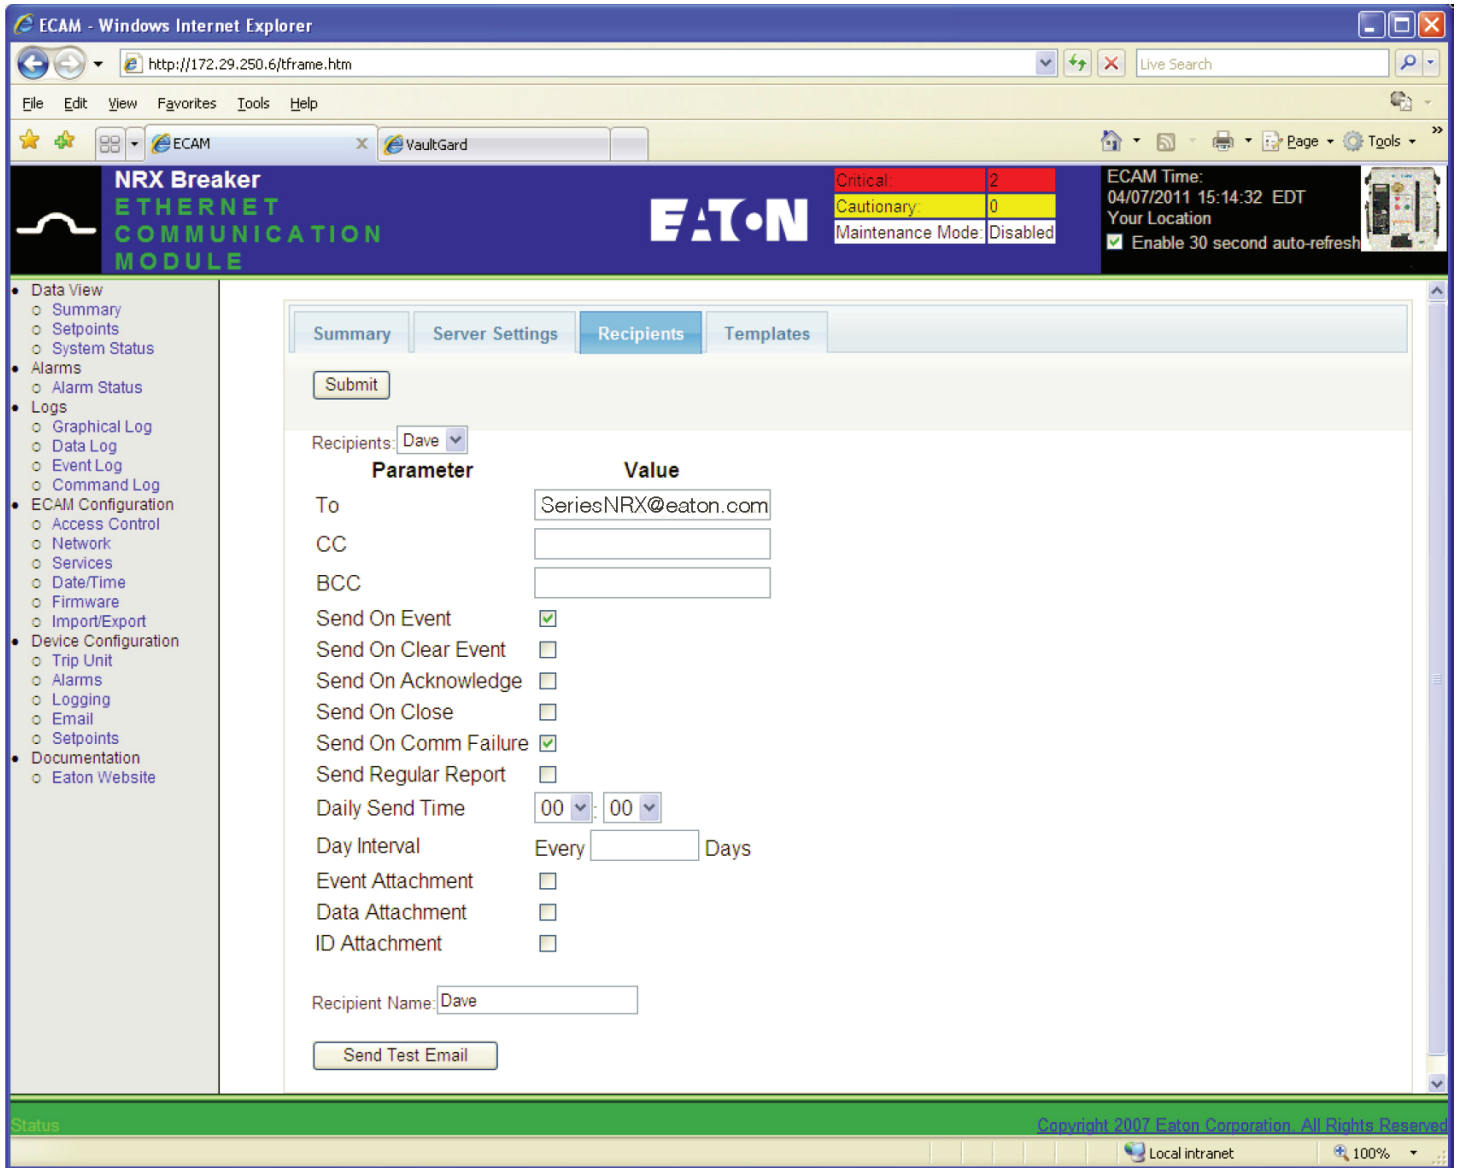 ECAM - Windows Internet Explorer
http://172.29.250.6/tframe.htm
Live Search
File Edit View Favorites Tools Help
ECAM
VaultGard
Page
Tools
NRX Breaker
ETHERNET
COMMUNICATION
MODULE
EATON
Critical: 2
Cautionary: 0
Maintenance Mode: Disabled
ECAM Time:
04/07/2011 15:14:32 EDT
Your Location
Enable 30 second auto-refresh
Data View
Summary
Setpoints
System Status
Alarms
Alarm Status
Logs
Graphical Log
Data Log
Event Log
Command Log
ECAM Configuration
Access Control
Network
Services
Date/Time
Firmware
Import/Export
Device Configuration
Trip Unit
Alarms
Logging
Email
Setpoints
Documentation
Eaton Website
Summary Server Settings Recipients Templates
Submit
Recipients: Dave
Parameter Value
To SeriesNRX@eaton.com
CC
BCC
Send On Event
Send On Clear Event
Send On Acknowledge
Send On Close
Send On Comm Failure
Send Regular Report
Daily Send Time 00 : 00
Day Interval Every Days
Event Attachment
Data Attachment
ID Attachment
Recipient Name: Dave
Send Test Email
Status
Copyright 2007 Eaton Corporation. All Rights Reserved
Local intranet
100%